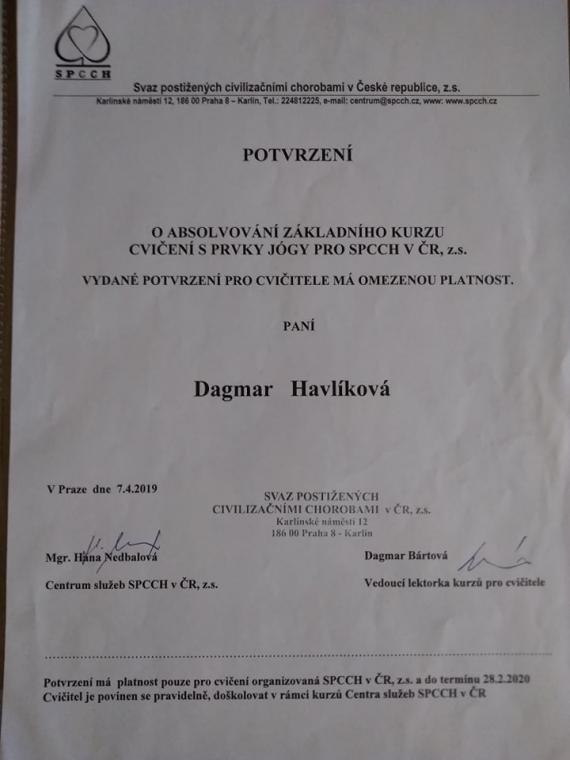 SPCCH
Svaz postižených civilizačními chorobami v České republice, z.s.
Karlínské náměstí 12, 186 00 Praha 8 – Karlín, Tel.: 224812225, e-mail: centrum@spcch.cz, www: www.spcch.cz
POTVRZENÍ
O ABSOLVOVÁNÍ ZÁKLADNÍHO KURZU
CVIČENÍ S PRVKY JÓGY PRO SPCCH V ČR, z.s.
VYDANÉ POTVRZENÍ PRO CVIČITELE MÁ OMEZENOU PLATNOST.
PANÍ
Dagmar Havlíková
V Praze dne 7.4.2019
SVAZ POSTIŽENÝCH
CIVILIZAČNÍMI CHOROBAMI v ČR, z.s.
Karlínské náměstí 12
186 00 Praha 8 - Karlín
Mgr. Hana Nedbalová
Dagmar Bártová
Centrum služeb SPCCH v ČR, z.s.
Vedoucí lektorka kurzů pro cvičitele
Potvrzení má platnost pouze pro cvičení organizovaná SPCCH v ČR, z.s. a do termínu 28.2.2020
Cvičitel je povinen se pravidelně, doškolovat v rámci kurzů Centra služeb SPCCH v ČR